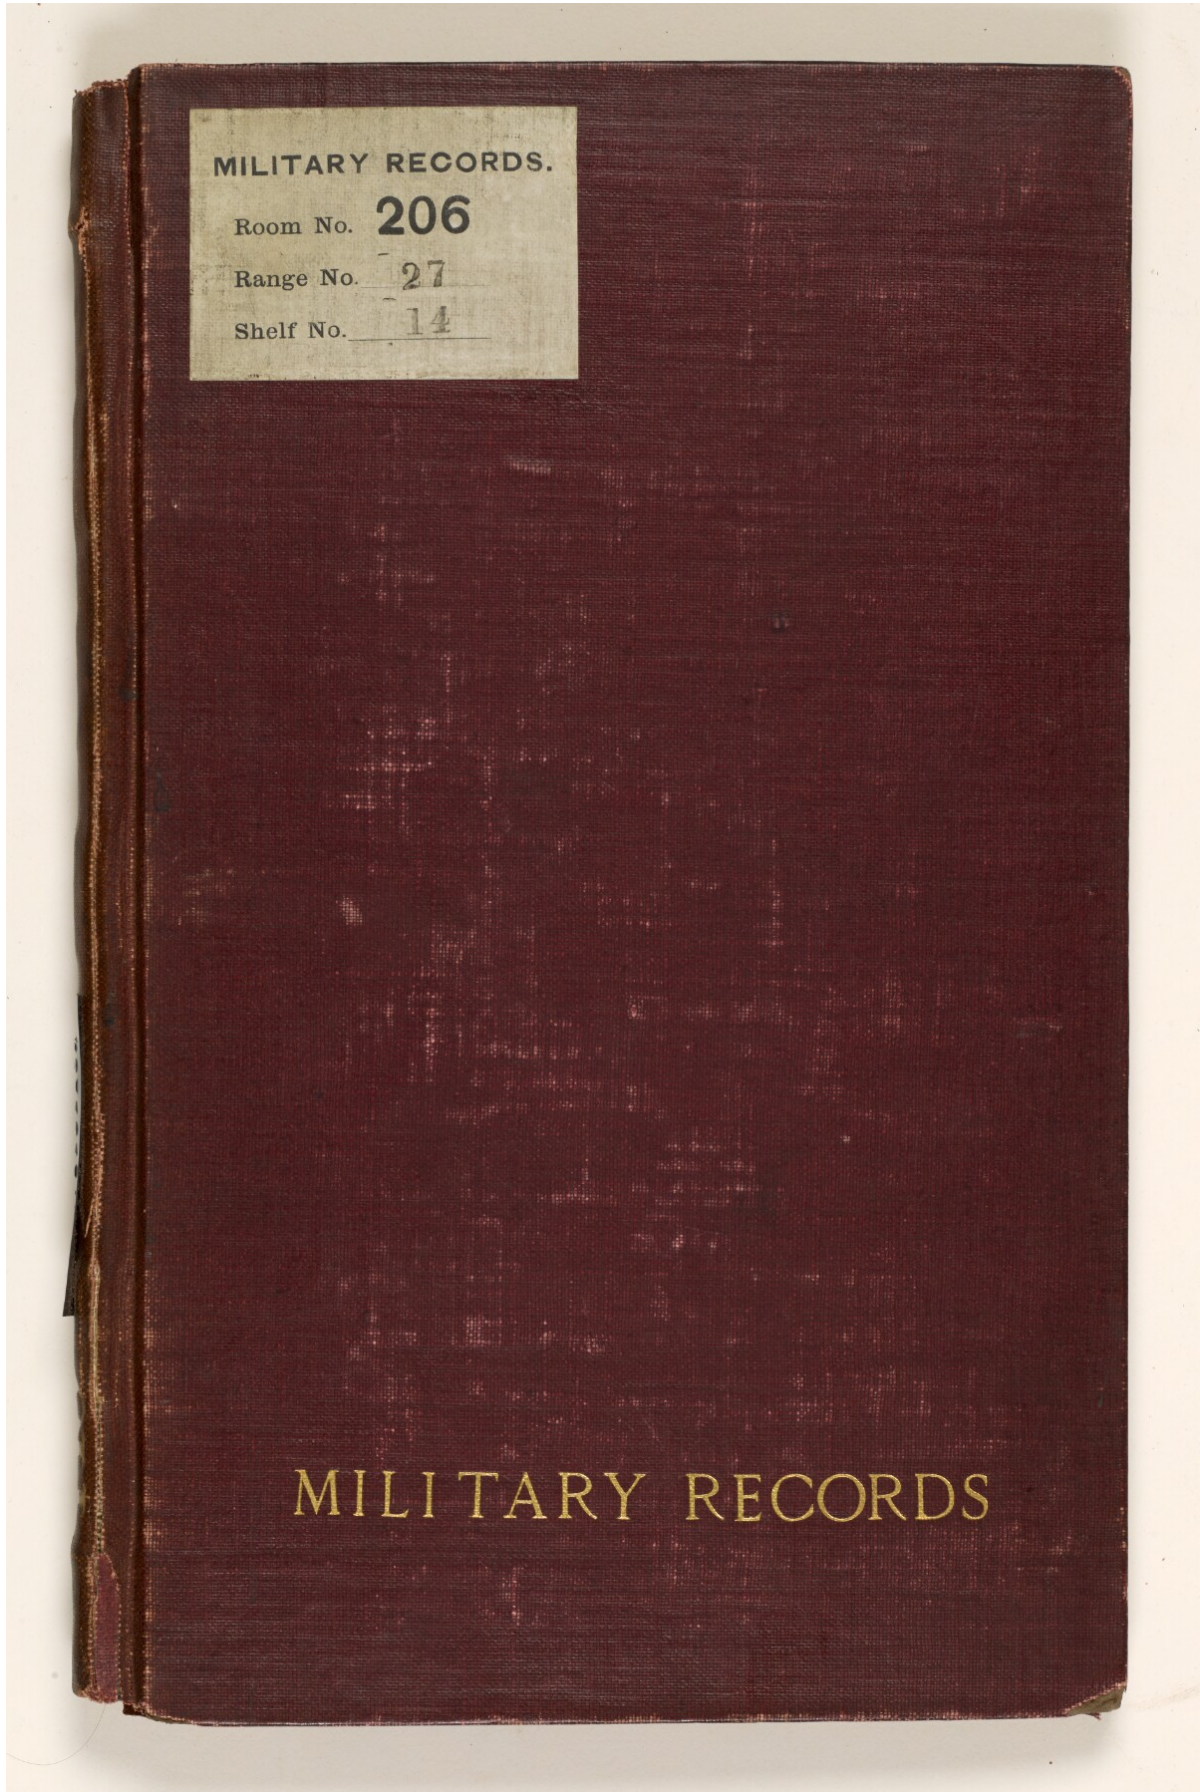 MILITARY RECORDS.
Room No. 206
Range No. 27
Shelf No. 14
MILITARY RECORDS